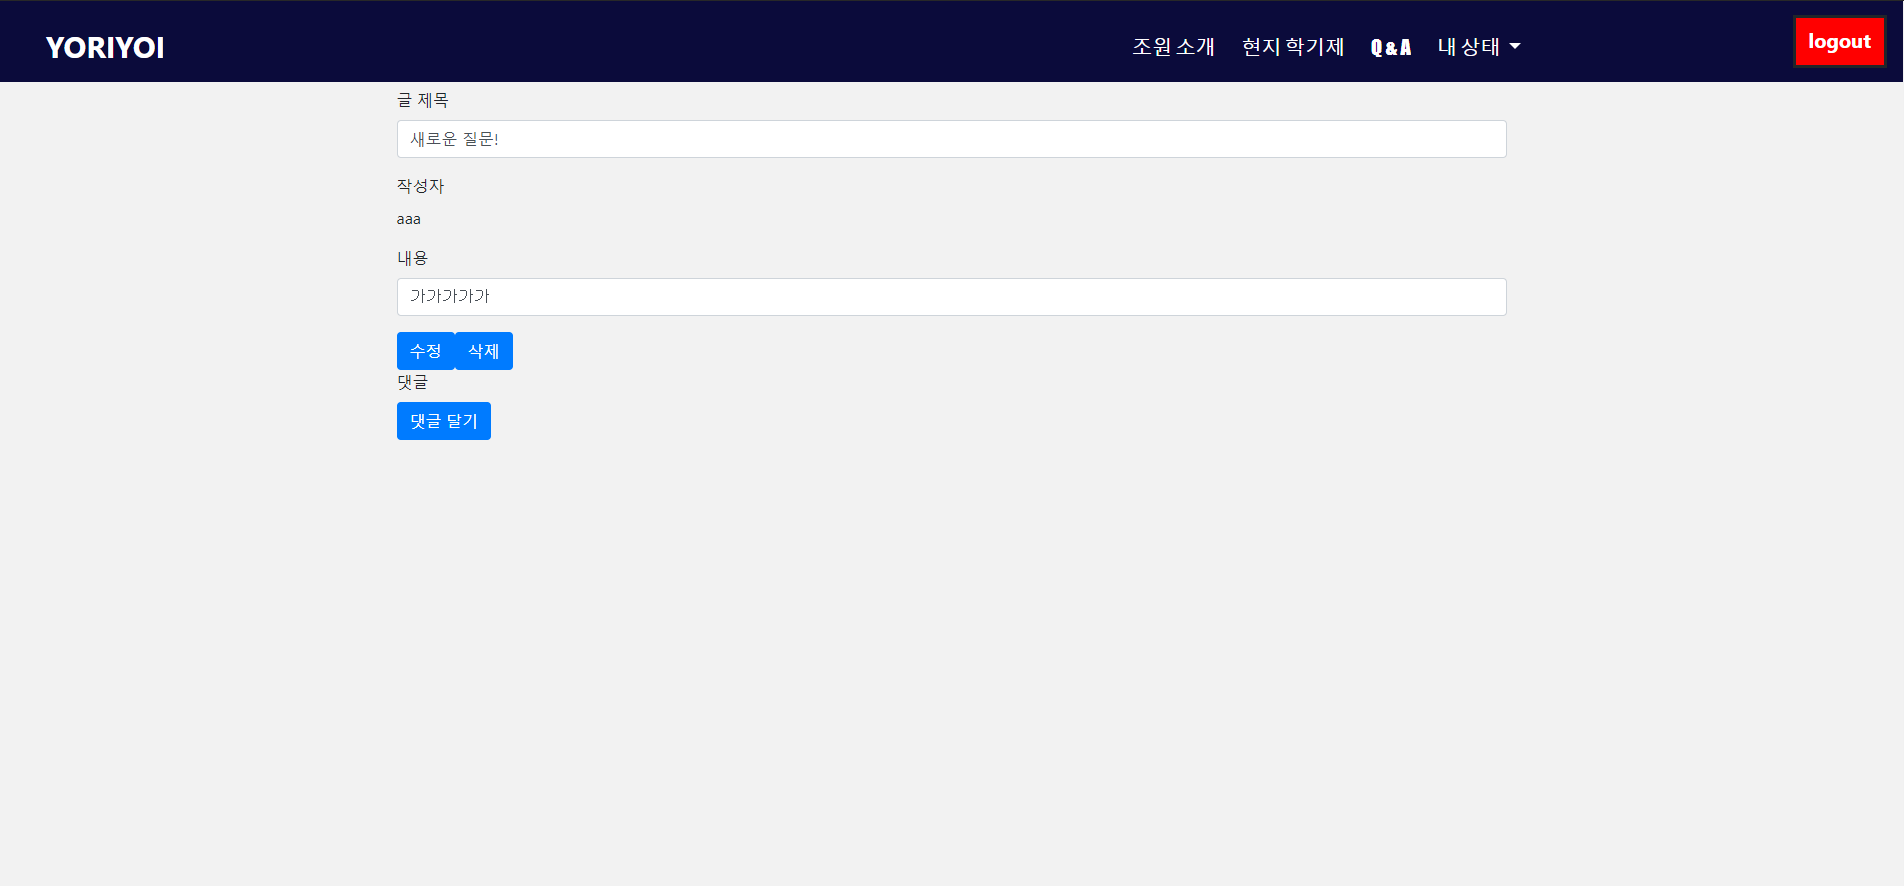 YORIYOI 조원 소개 현지 학기제 Q & A 내 상태 logout
글 제목
새로운 질문!
작성자
aaa
내용
가가가가가
수정 삭제
댓글
댓글 달기